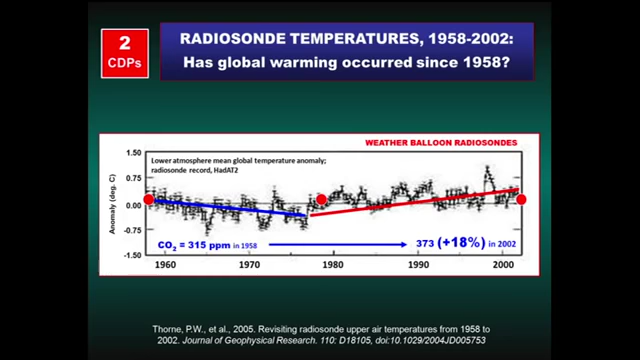 2
CDPs
RADIOSONDE TEMPERATURES, 1958-2002:
Has global warming occurred since 1958?
WEATHER BALLOON RADIOSONDES
Lower atmosphere mean global temperature anomaly;
radiosonde record, HadAT2
Anomaly (deg. C)
1.50
0.75
0.00
-0.75
-1.50
CO2 = 315 ppm in 1958
373 (+18%) in 2002
1960 1970 1980 1990 2000
Thorne, P.W., et al., 2005. Revisiting radiosonde upper air temperatures from 1958 to
2002. Journal of Geophysical Research. 110: D18105, doi:10.1029/2004JD005753